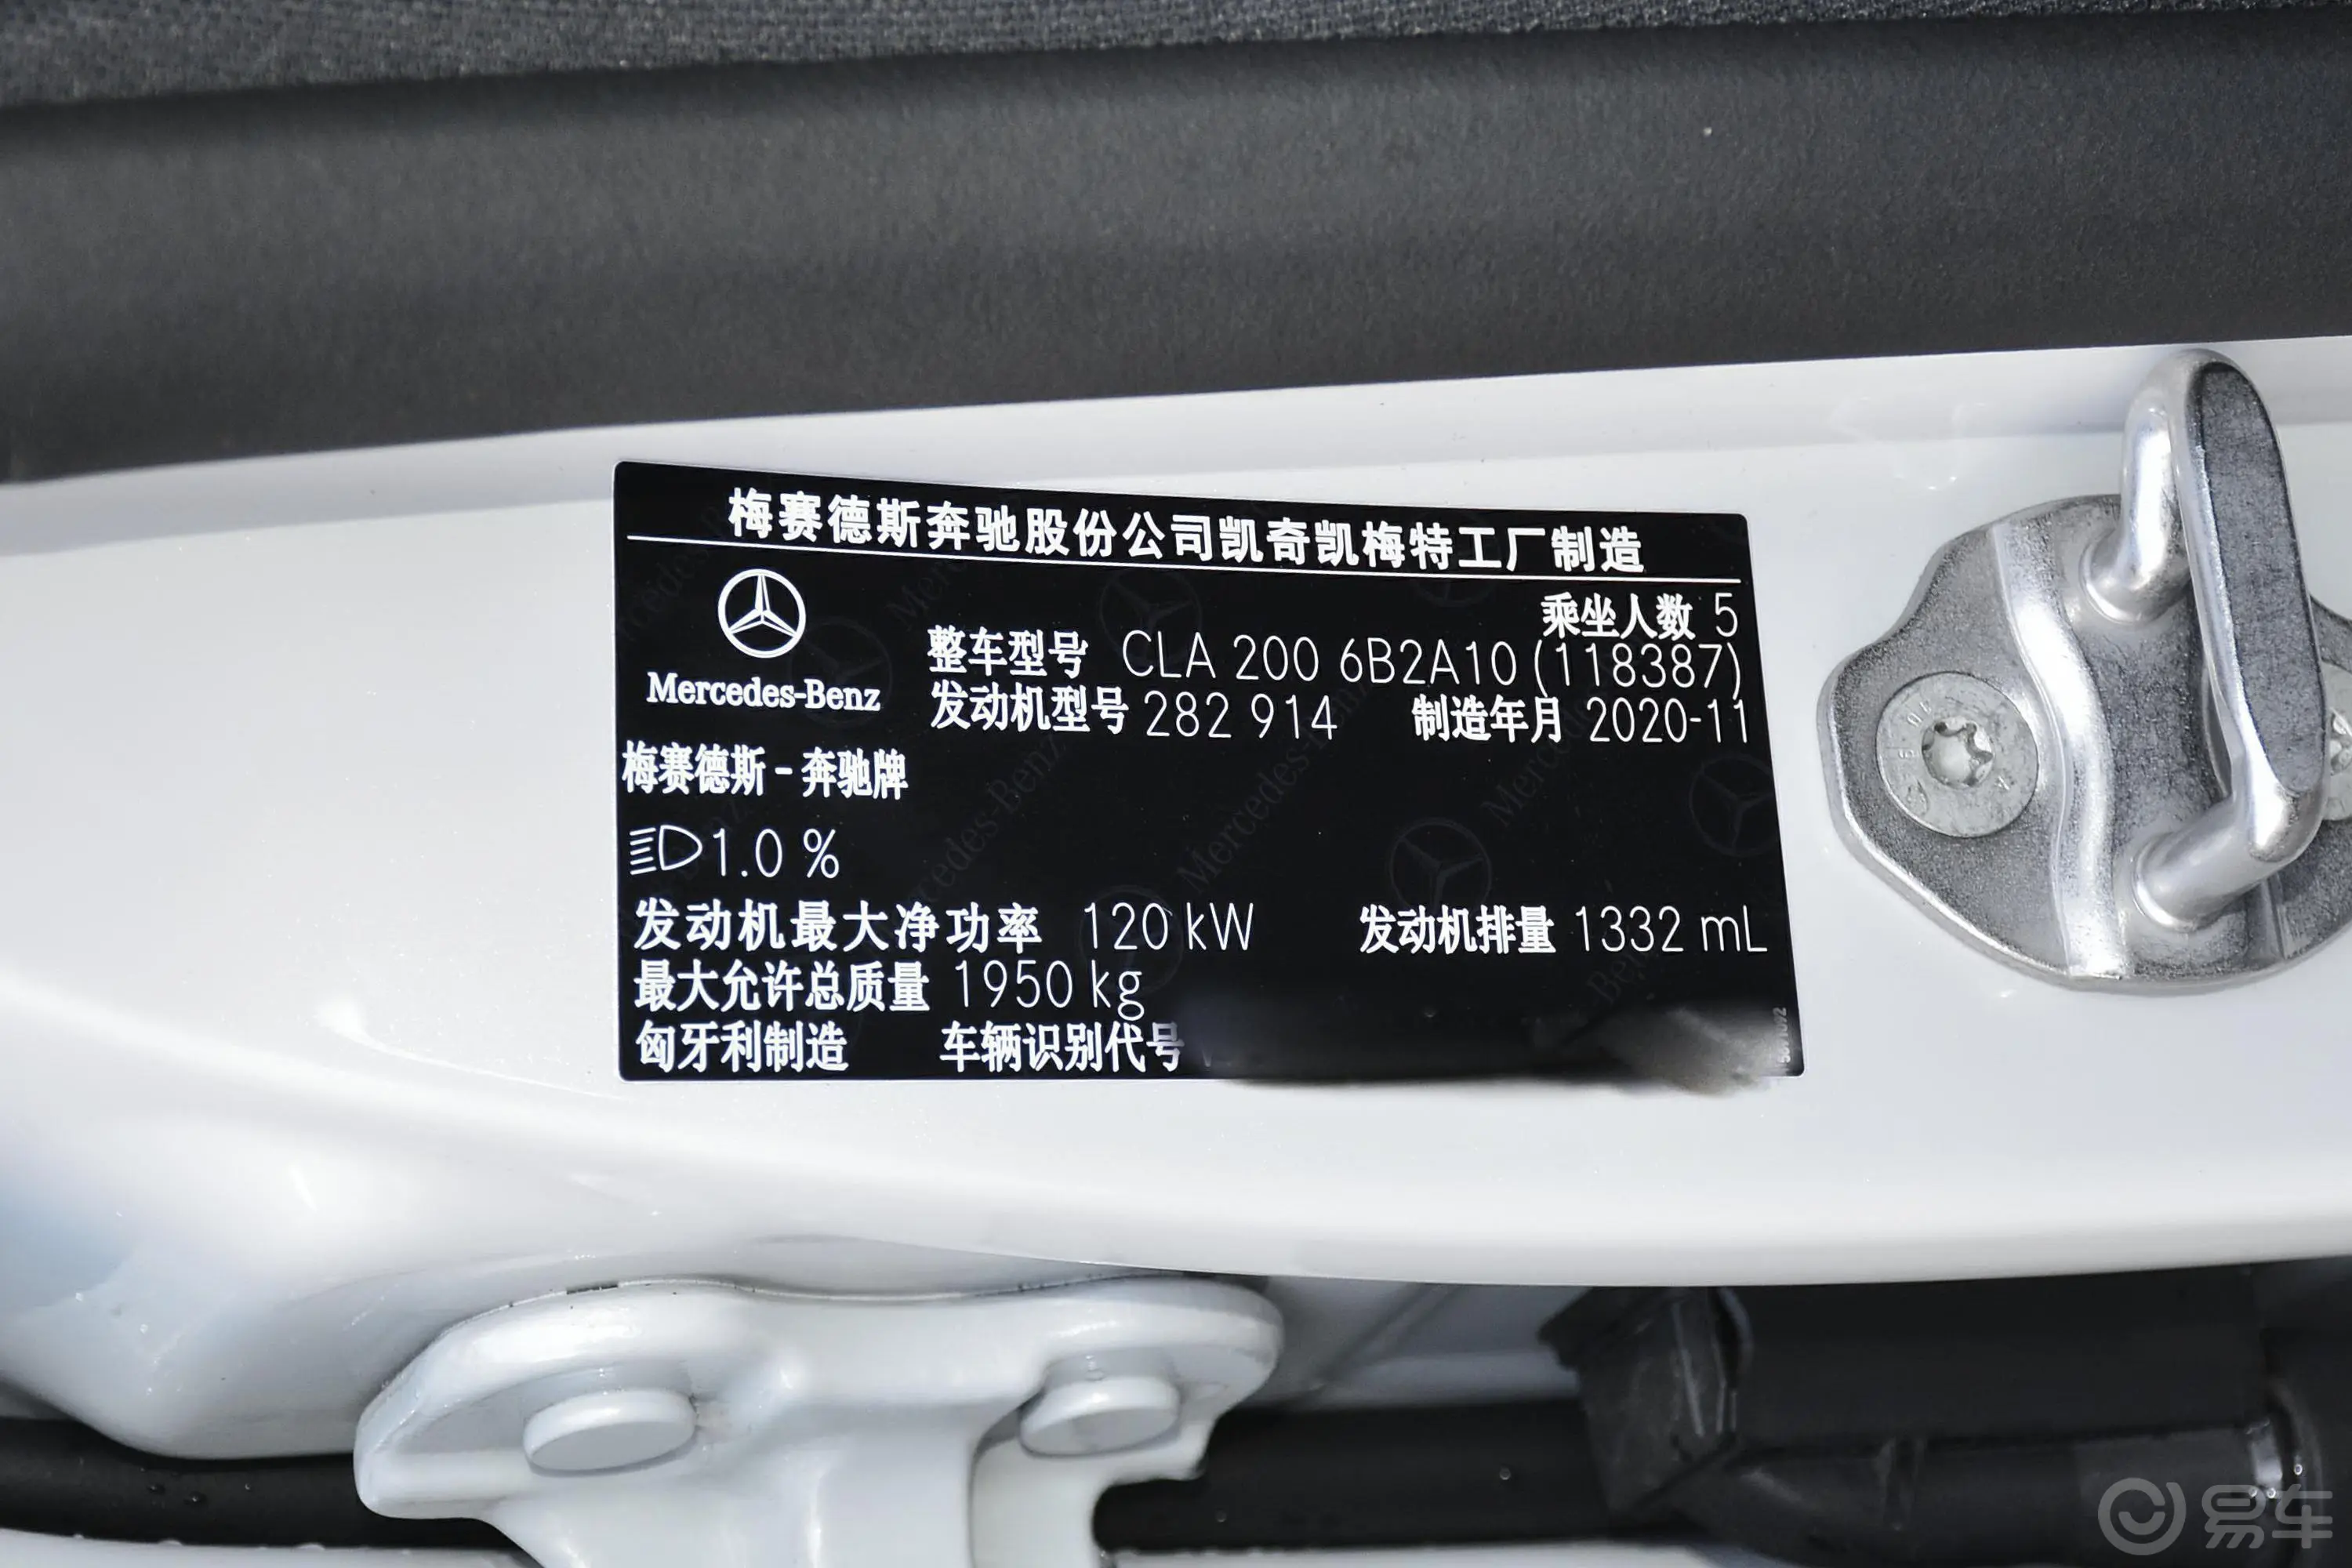 梅赛德斯奔驰股份公司凯奇凯梅特工厂制造
乘坐人数 5
整车型号 CLA 200 6B2A10 (118387)
Mercedes-Benz
发动机型号 282 914 制造年月 2020-11
梅赛德斯-奔驰牌
1.0 %
发动机最大净功率 120 kW 发动机排量 1332 mL
最大允许总质量 1950 kg
匈牙利制造 车辆识别代号
易车